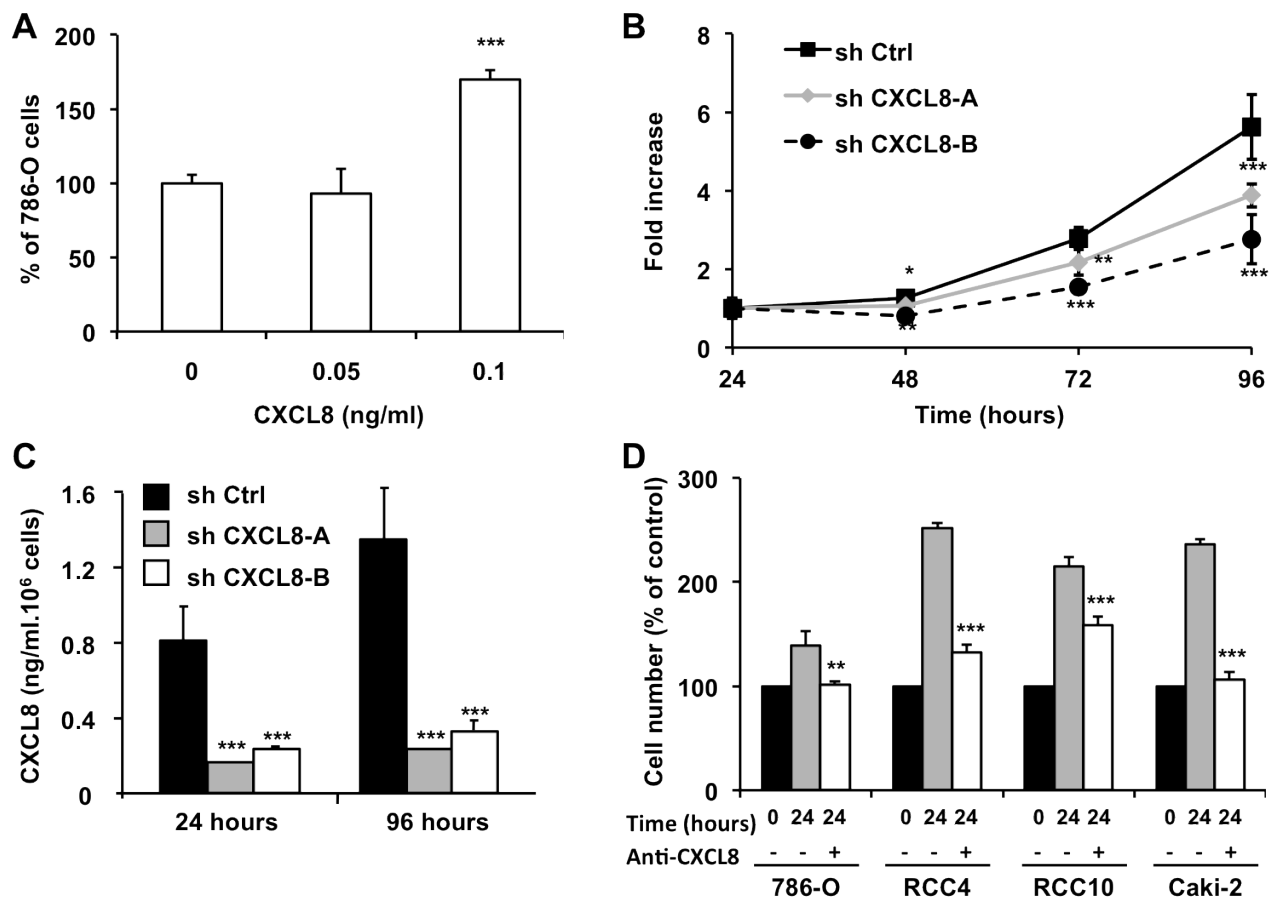 A
200
150
100
50
0
***
% of 786-O cells
0 0.05 0.1
CXCL8 (ng/ml)
B
8
6
4
2
0
Fold increase
sh Ctrl
sh CXCL8-A
sh CXCL8-B
*
**
**
***
***
***
24 48 72 96
Time (hours)
C
1.6
1.2
0.8
0.4
0
CXCL8 (ng/ml.10⁶ cells)
sh Ctrl
sh CXCL8-A
sh CXCL8-B
*** ***
*** ***
24 hours 96 hours
D
300
200
100
0
Cell number (% of control)
** *** *** ***
Time (hours) 0 24 24 0 24 24 0 24 24 0 24 24
Anti-CXCL8 - - + - - + - - + - - +
786-O RCC4 RCC10 Caki-2